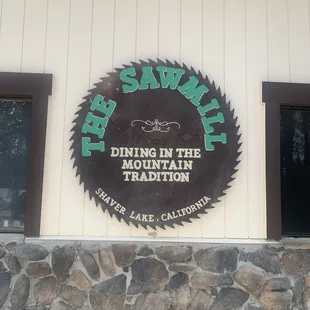 THE SAWMILL
DINING IN THE
MOUNTAIN
TRADITION
SHAVER LAKE, CALIFORNIA